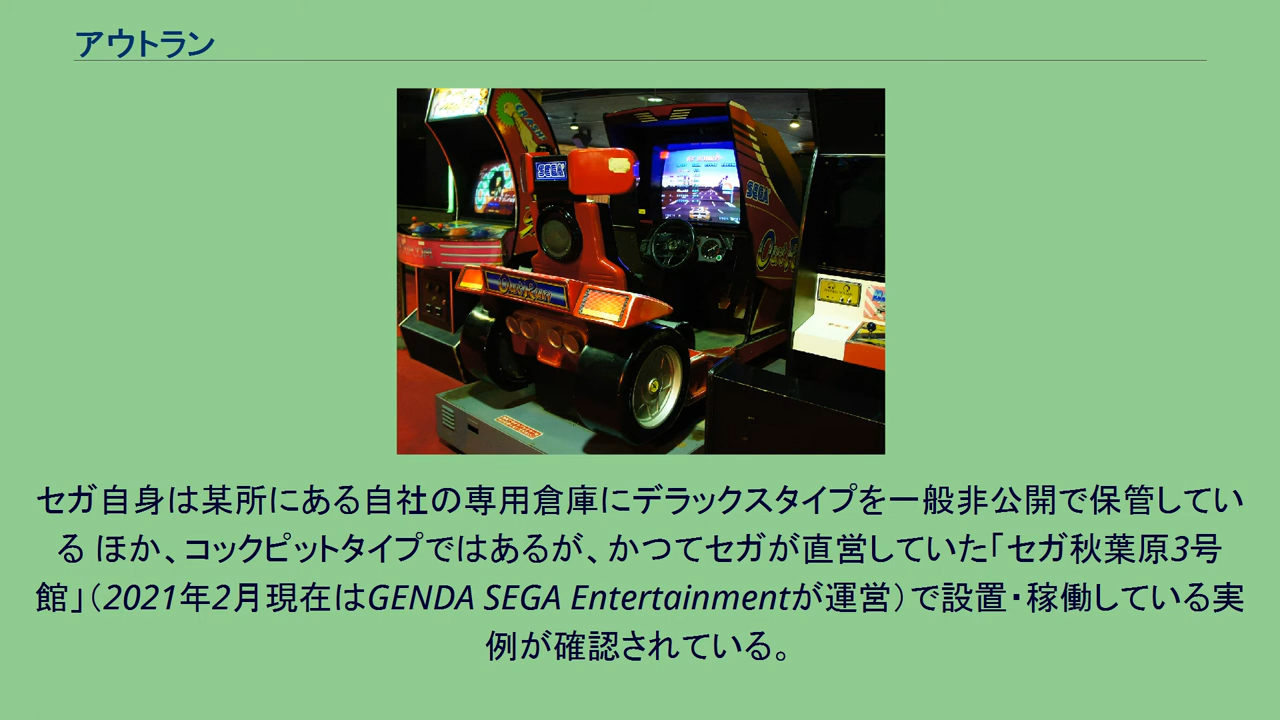 アウトラン
SEGA
SEGA
OutRun
セガ自身は某所にある自社の専用倉庫にデラックスタイプを一般非公開で保管してい
る ほか、コックピットタイプではあるが、かつてセガが直営していた「セガ秋葉原3号
館」（2021年2月現在はGENDA SEGA Entertainmentが運営）で設置・稼働している実
例が確認されている。